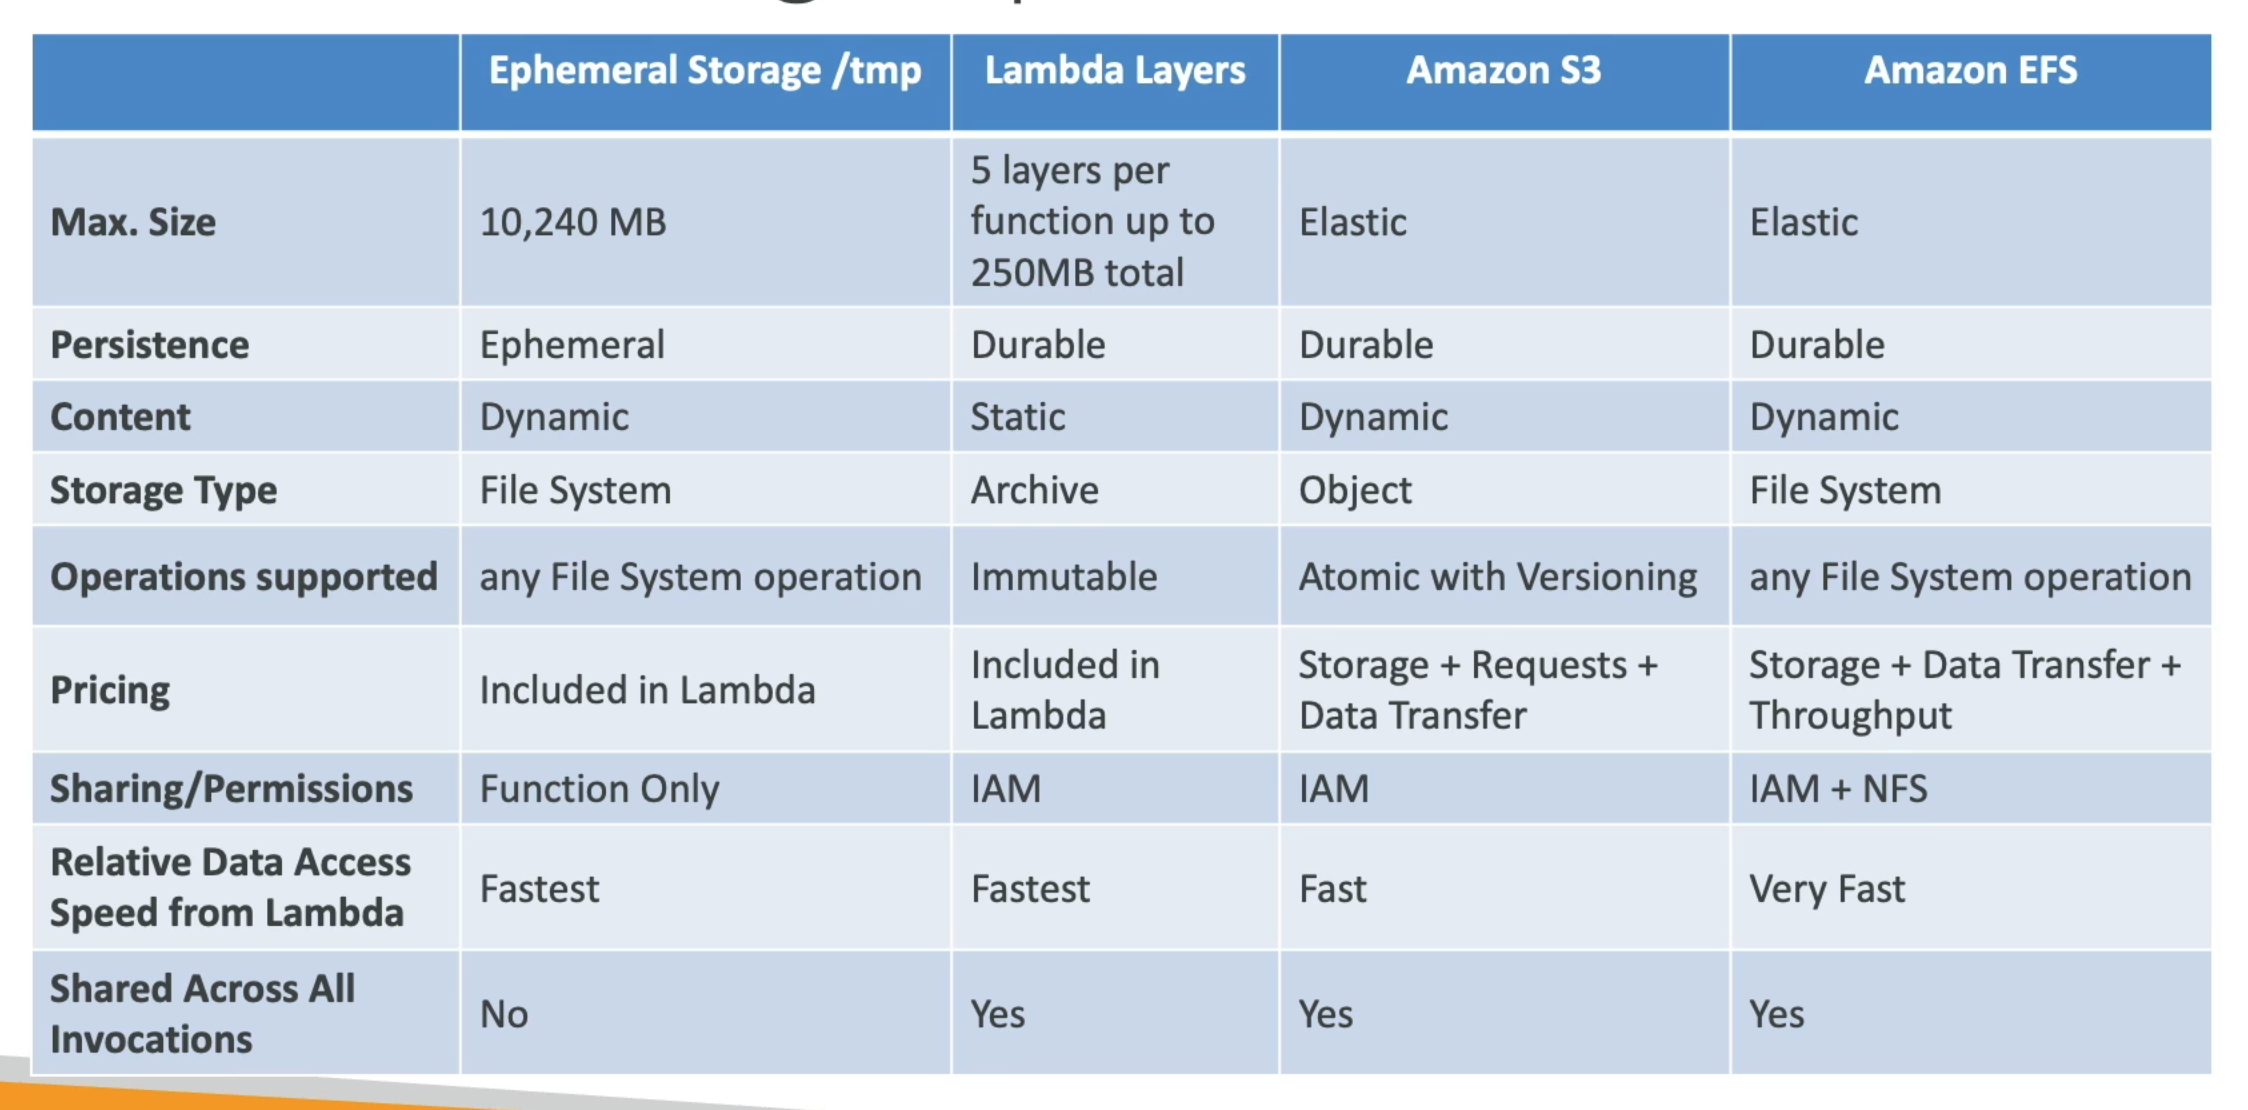 Ephemeral Storage /tmp
Lambda Layers
Amazon S3
Amazon EFS
Max. Size
10,240 MB
5 layers per
function up to
250MB total
Elastic
Elastic
Persistence
Ephemeral
Durable
Durable
Durable
Content
Dynamic
Static
Dynamic
Dynamic
Storage Type
File System
Archive
Object
File System
Operations supported
any File System operation
Immutable
Atomic with Versioning
any File System operation
Pricing
Included in Lambda
Included in
Lambda
Storage + Requests +
Data Transfer
Storage + Data Transfer +
Throughput
Sharing/Permissions
Function Only
IAM
IAM
IAM + NFS
Relative Data Access
Speed from Lambda
Fastest
Fastest
Fast
Very Fast
Shared Across All
Invocations
No
Yes
Yes
Yes